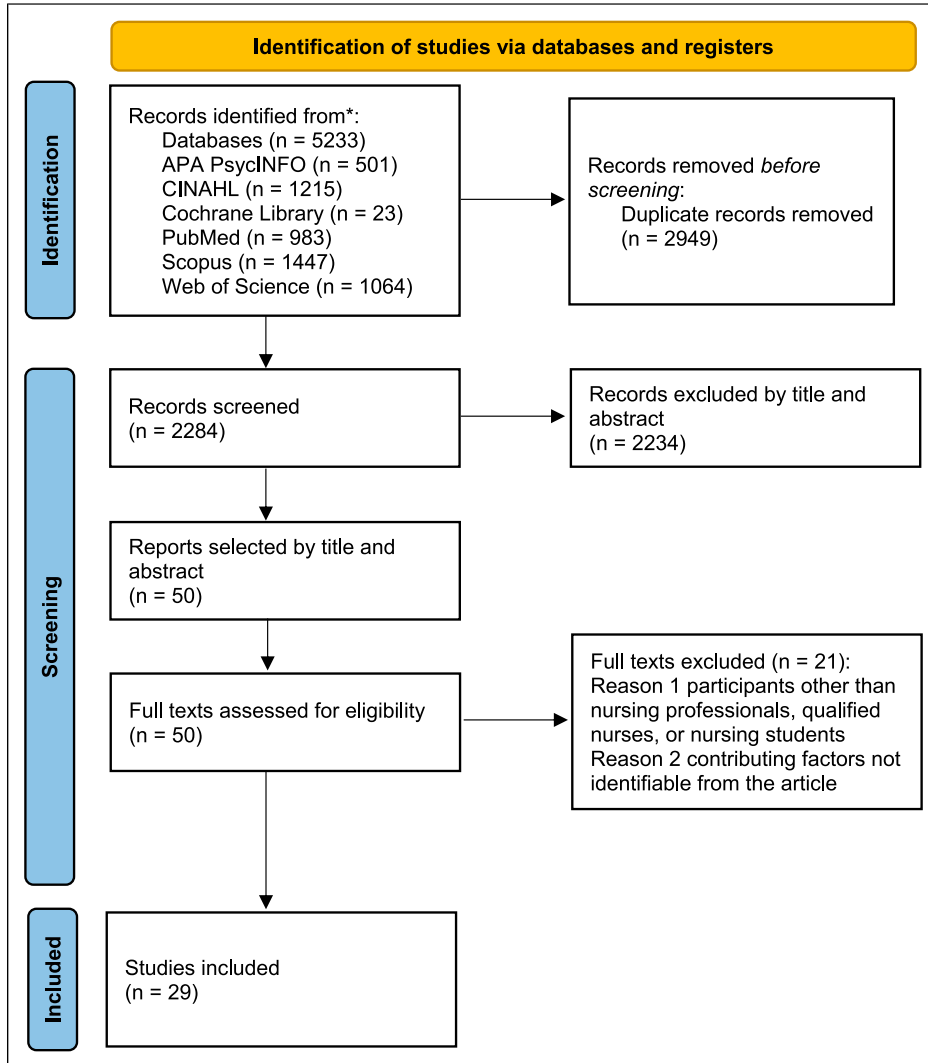 Identification of studies via databases and registers
Identification
Records identified from*:
Databases (n = 5233)
APA PsycINFO (n = 501)
CINAHL (n = 1215)
Cochrane Library (n = 23)
PubMed (n = 983)
Scopus (n = 1447)
Web of Science (n = 1064)
Records removed before
screening:
Duplicate records removed
(n = 2949)
Screening
Records screened
(n = 2284)
Records excluded by title and
abstract
(n = 2234)
Reports selected by title and
abstract
(n = 50)
Full texts assessed for eligibility
(n = 50)
Full texts excluded (n = 21):
Reason 1 participants other than
nursing professionals, qualified
nurses, or nursing students
Reason 2 contributing factors not
identifiable from the article
Included
Studies included
(n = 29)